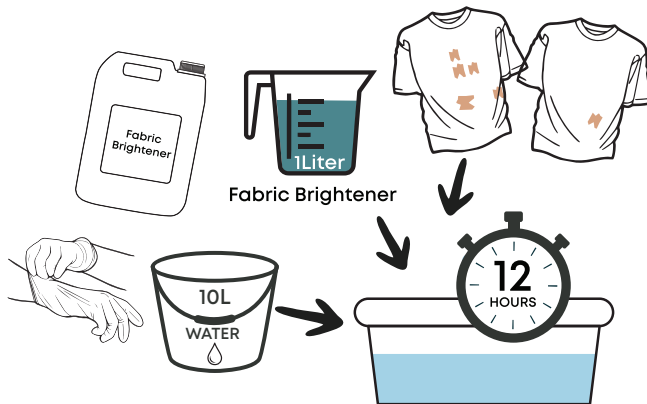 Fabric
Brightener
1Liter
Fabric Brightener
12
HOURS
10L
WATER